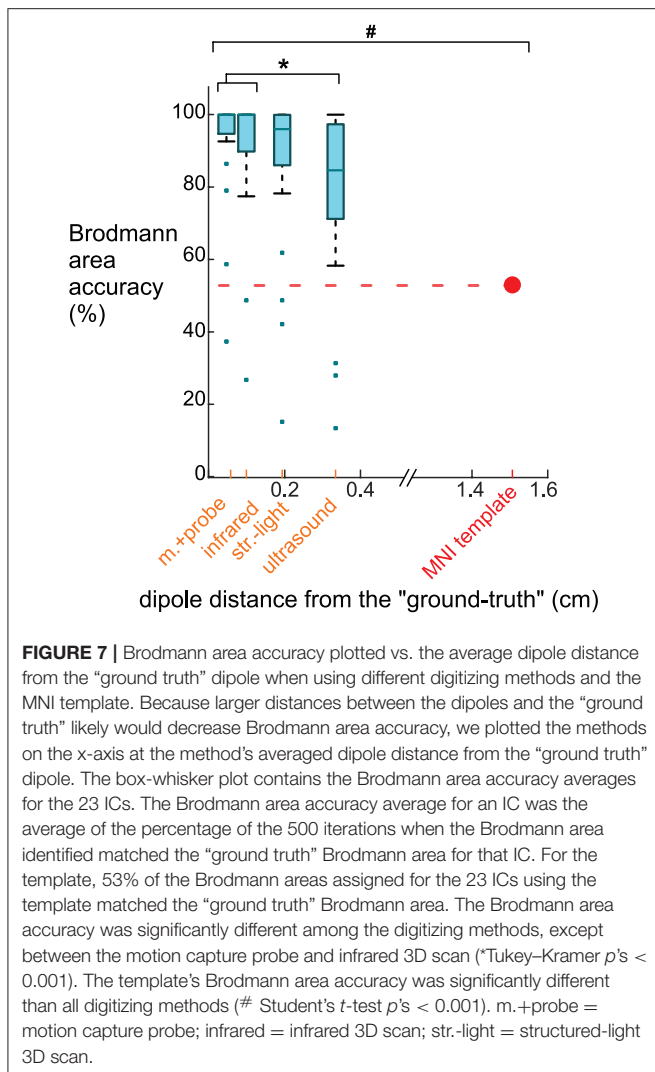 #
*
100
80
Brodmann
area
accuracy
(%)
60
40
20
0
0.2
0.4
//
1.4
1.6
m.+probe
infrared
str.-light
ultrasound
MNI template
dipole distance from the "ground-truth" (cm)
FIGURE 7 | Brodmann area accuracy plotted vs. the average dipole distance
from the “ground truth” dipole when using different digitizing methods and the
MNI template. Because larger distances between the dipoles and the “ground
truth” likely would decrease Brodmann area accuracy, we plotted the methods
on the x-axis at the method’s averaged dipole distance from the “ground truth”
dipole. The box-whisker plot contains the Brodmann area accuracy averages
for the 23 ICs. The Brodmann area accuracy average for an IC was the
average of the percentage of the 500 iterations when the Brodmann area
identified matched the “ground truth” Brodmann area for that IC. For the
template, 53% of the Brodmann areas assigned for the 23 ICs using the
template matched the “ground truth” Brodmann area. The Brodmann area
accuracy was significantly different among the digitizing methods, except
between the motion capture probe and infrared 3D scan (*Tukey–Kramer p’s <
0.001). The template’s Brodmann area accuracy was significantly different
than all digitizing methods (# Student’s t-test p’s < 0.001). m.+probe =
motion capture probe; infrared = infrared 3D scan; str.-light = structured-light
3D scan.